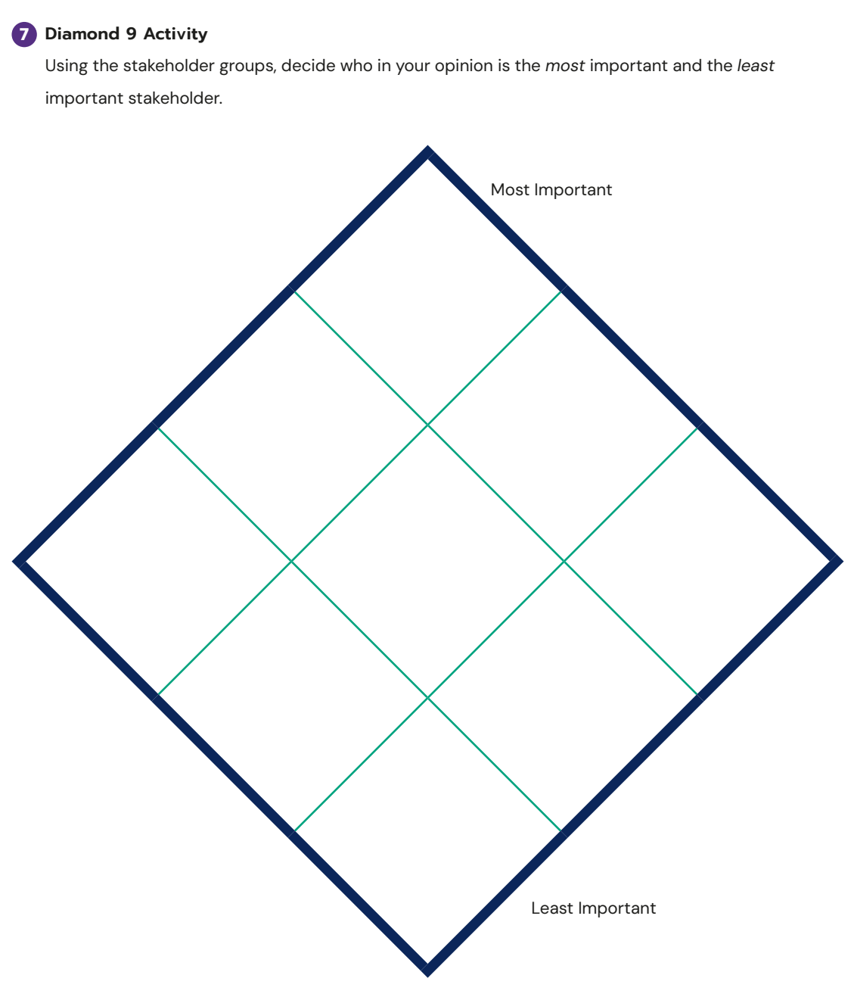 7 Diamond 9 Activity
Using the stakeholder groups, decide who in your opinion is the most important and the least
important stakeholder.
Most Important
Least Important